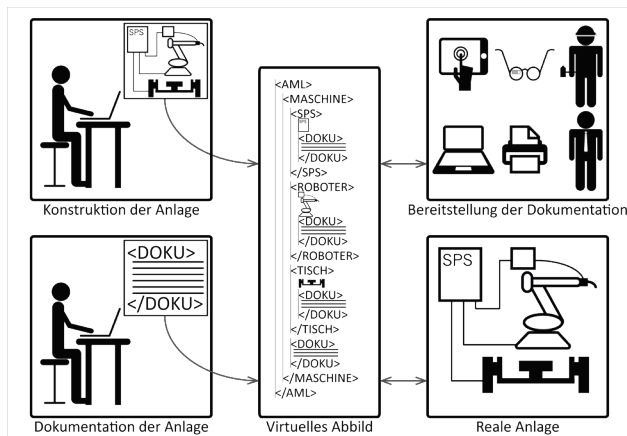 SPS
Konstruktion der Anlage
<DOKU>
</DOKU>
Dokumentation der Anlage
<AML>
<MASCHINE>
<SPS>
SPS
<DOKU>
</DOKU>
</SPS>
<ROBOTER>
<DOKU>
</DOKU>
</ROBOTER>
<TISCH>
<DOKU>
</DOKU>
</TISCH>
<DOKU>
</DOKU>
</MASCHINE>
</AML>
Virtuelles Abbild
Bereitstellung der Dokumentation
SPS
Reale Anlage